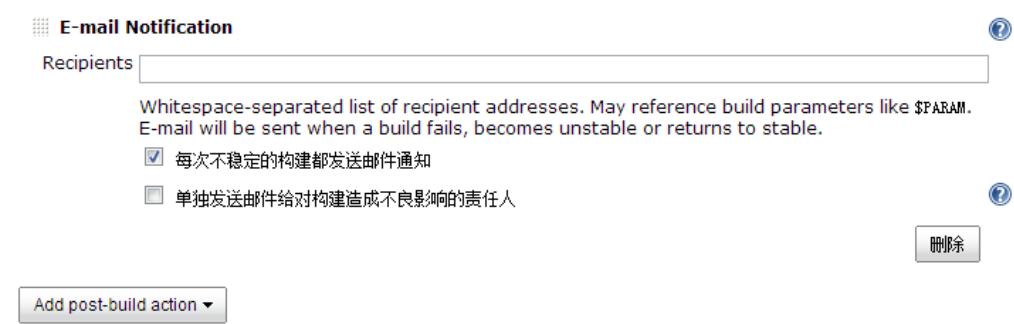 E-mail Notification
Recipients
Whitespace-separated list of recipient addresses. May reference build parameters like $PARAM.
E-mail will be sent when a build fails, becomes unstable or returns to stable.
每次不稳定的构建都发送邮件通知
单独发送邮件给对构建造成不良影响的责任人
删除
Add post-build action